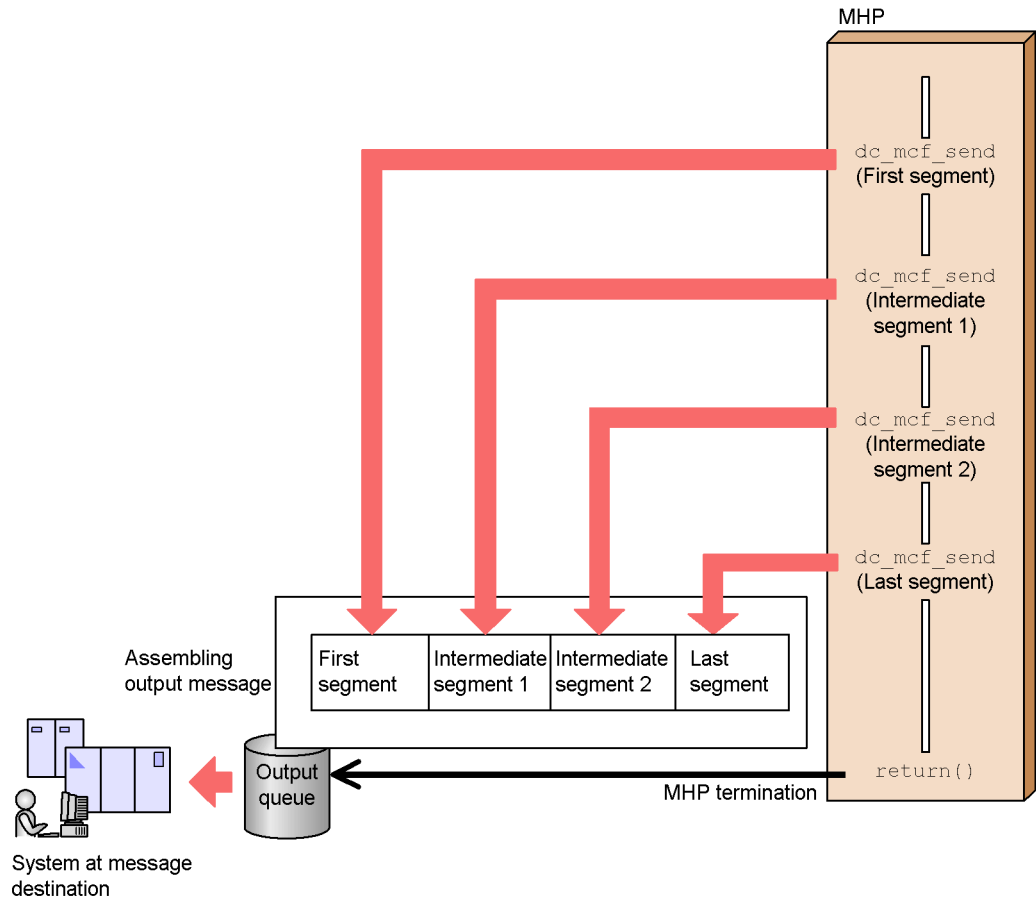 MHP
dc_mcf_send
(First segment)
dc_mcf_send
(Intermediate
segment 1)
dc_mcf_send
(Intermediate
segment 2)
dc_mcf_send
(Last segment)
Assembling
output message
First
segment
Intermediate
segment 1
Intermediate
segment 2
Last
segment
Output
queue
return()
MHP termination
System at message
destination